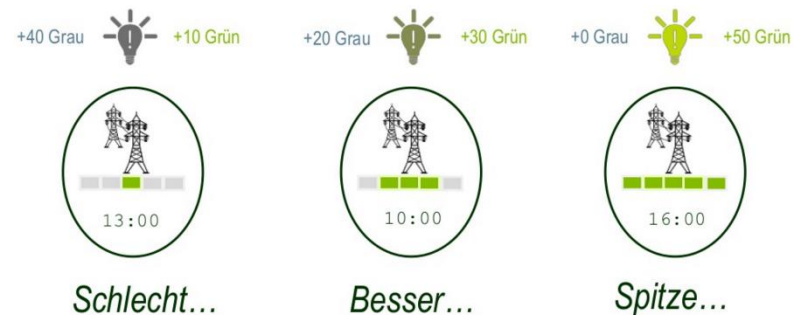 +40 Grau +10 Grün
+20 Grau +30 Grün
+0 Grau +50 Grün
13:00
10:00
16:00
Schlecht...
Besser...
Spitze...